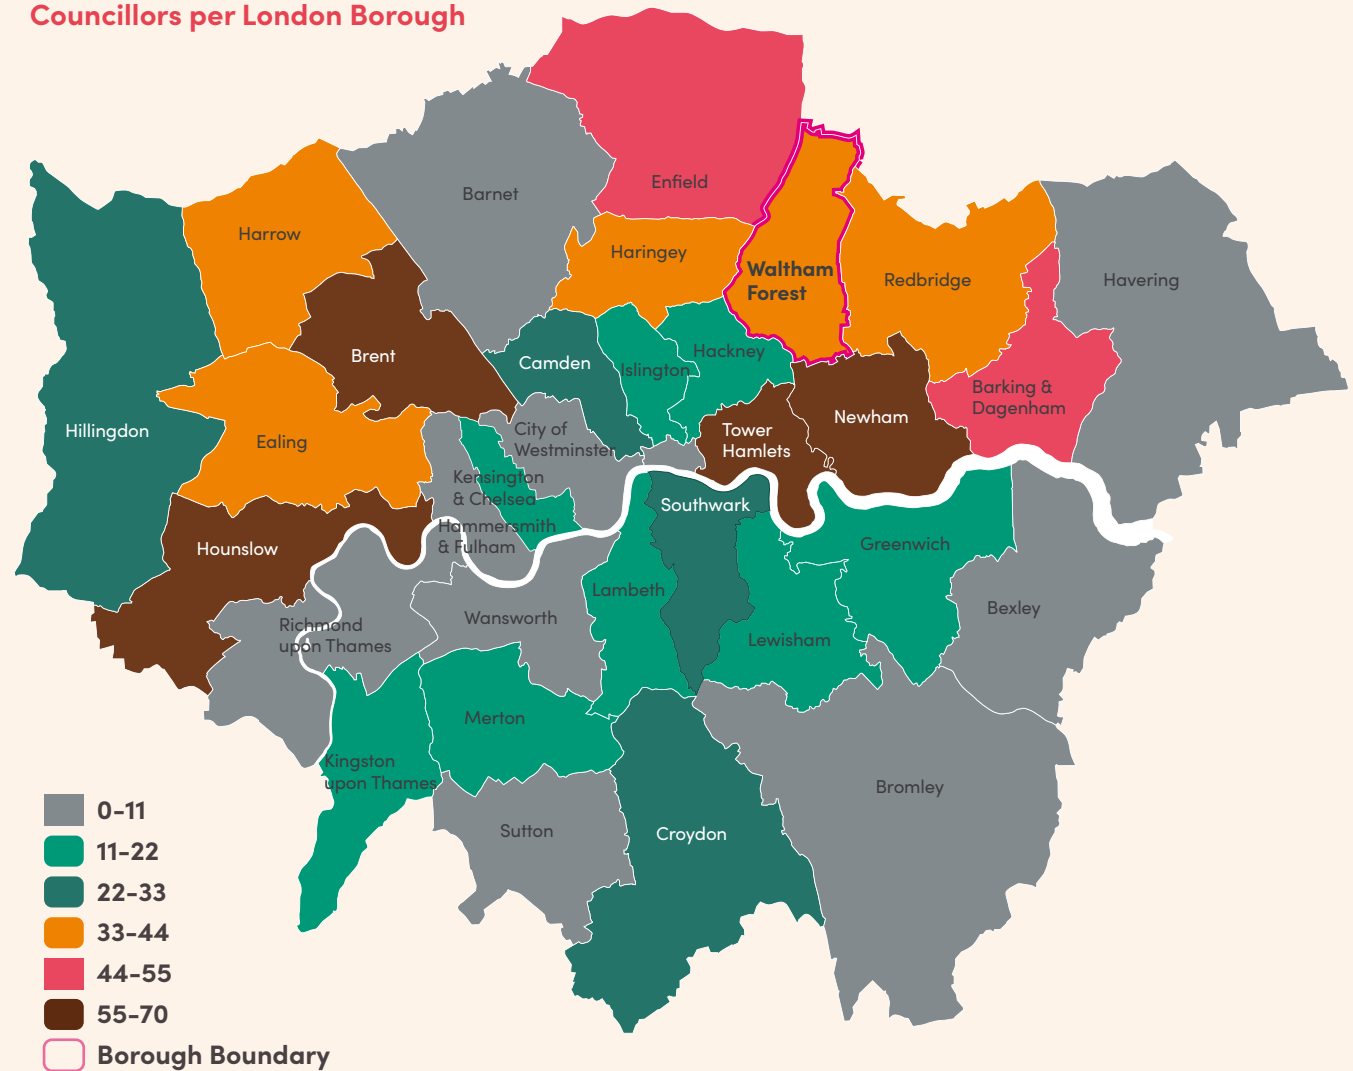 Councillors per London Borough
Enfield
Barnet
Harrow
Haringey
Waltham
Forest
Redbridge
Havering
Brent
Camden
Islington
Hackney
Barking &
Dagenham
Hillingdon
Ealing
City of
Westminster
Tower
Hamlets
Newham
Kensington
& Chelsea
Southwark
Hammersmith
& Fulham
Hounslow
Greenwich
Lambeth
Wansworth
Bexley
Richmond
upon Thames
Lewisham
Merton
Kingston
upon Thames
Bromley
Sutton
Croydon
0-11
11-22
22-33
33-44
44-55
55-70
Borough Boundary